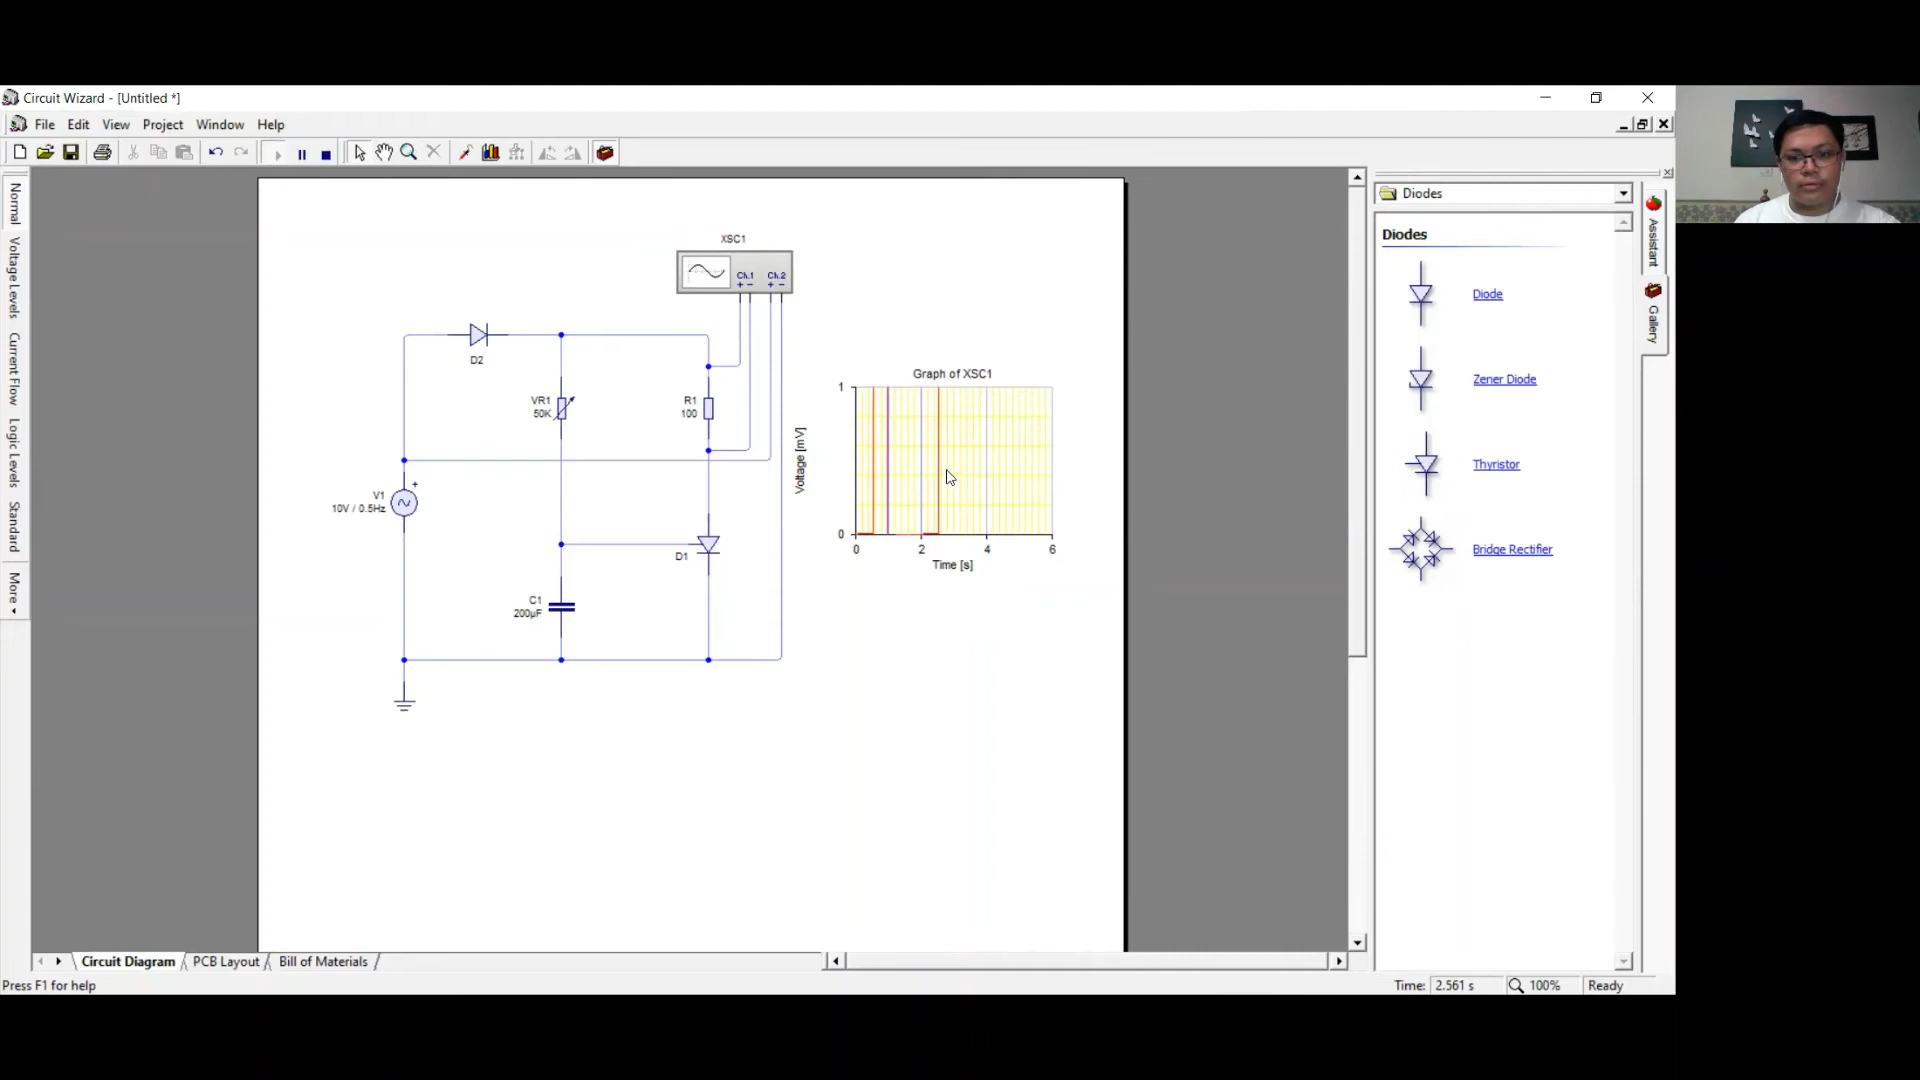 Circuit Wizard - [Untitled *]
File Edit View Project Window Help
Normal
Voltage Levels
Current Flow
Logic Levels
Standard
More
XSC1
Ch.1 Ch.2
+ - + -
D2
VR1
50K
R1
100
V1
10V / 0.5Hz
+
D1
C1
200µF
Graph of XSC1
Voltage [mV]
1
0
0 2 4 6
Time [s]
Diodes
Diodes
Diode
Zener Diode
Thyristor
Bridge Rectifier
Assistant
Gallery
Circuit Diagram PCB Layout Bill of Materials
Press F1 for help
Time: 2.561 s 100% Ready